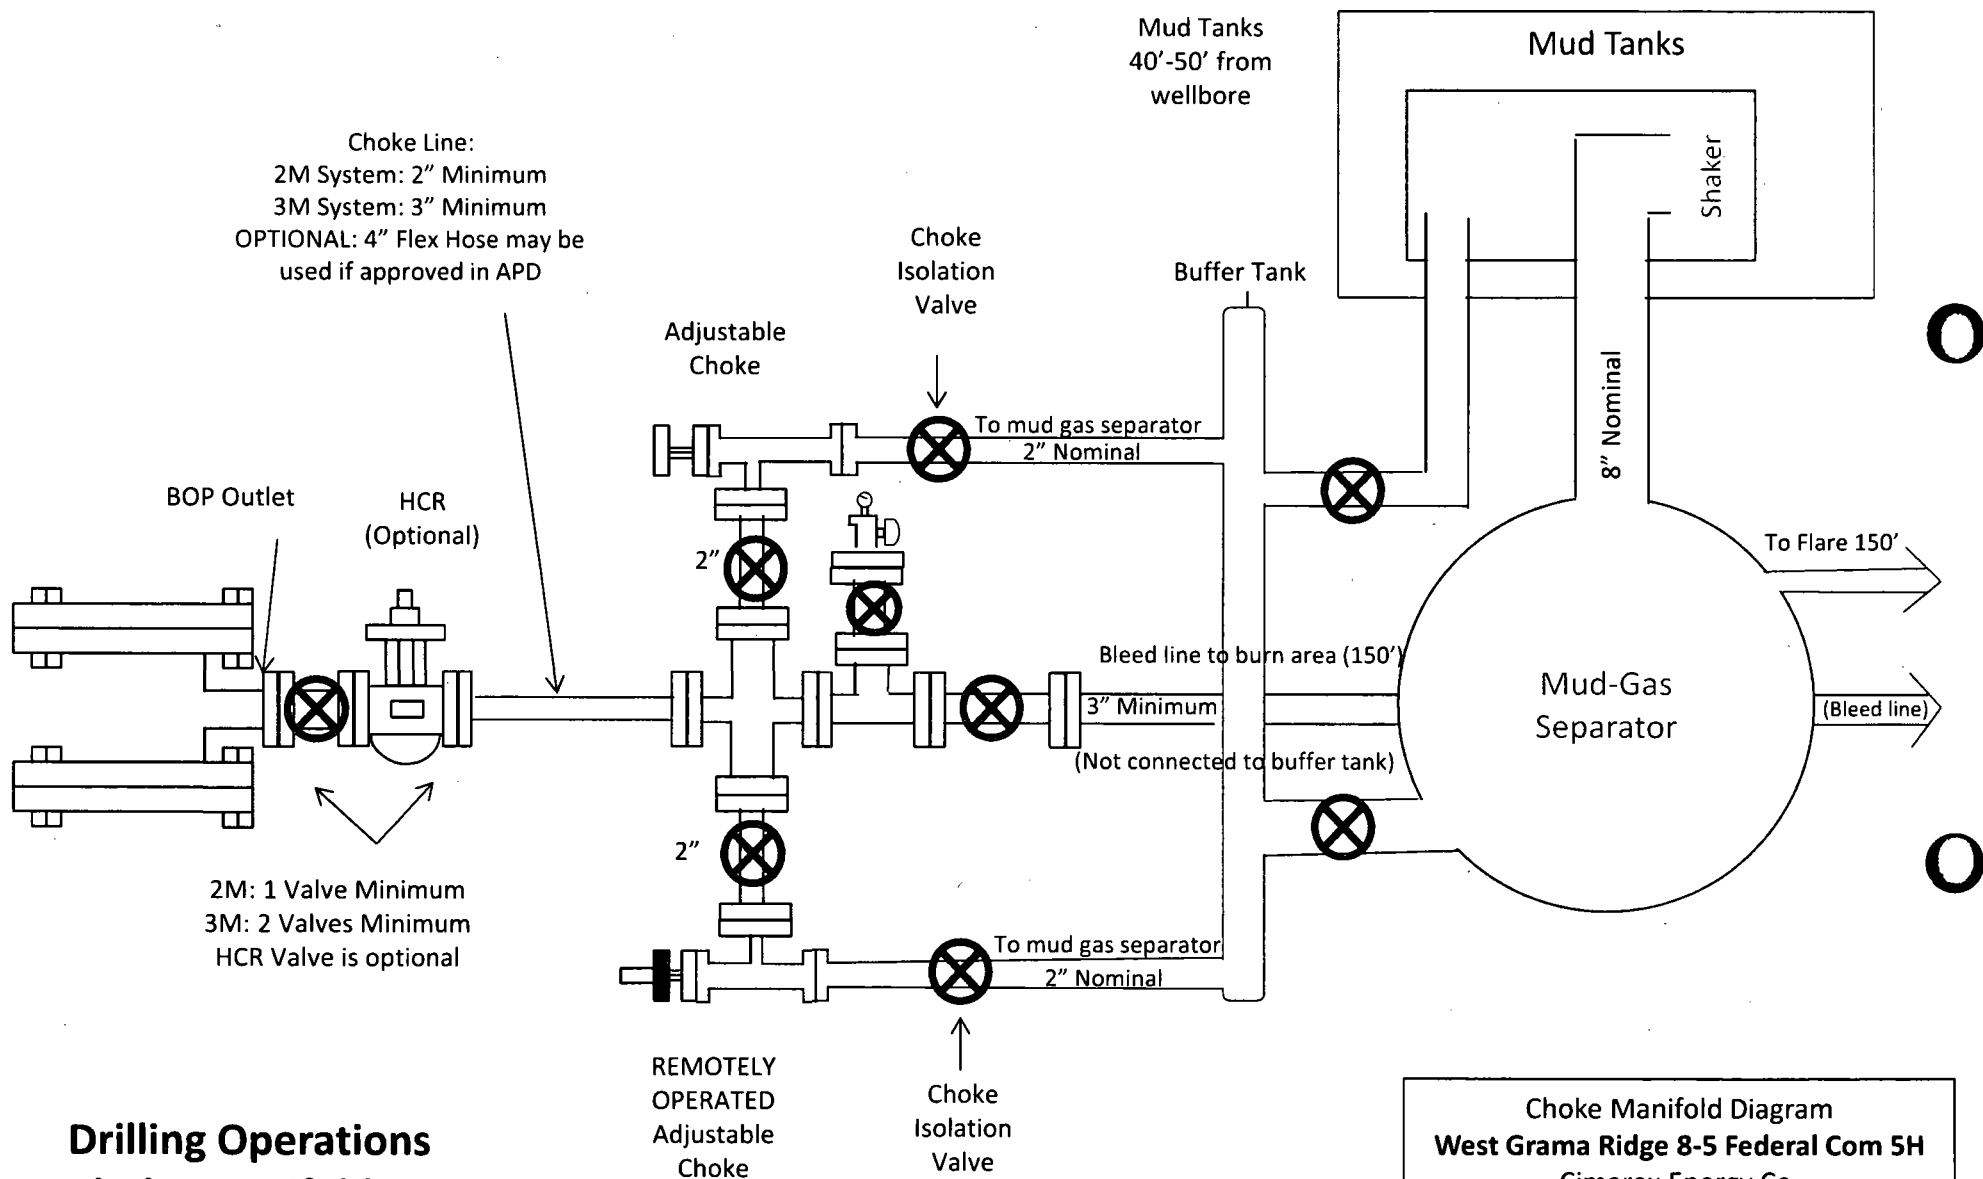 Mud Tanks
40'-50' from
wellbore
Mud Tanks
Shaker
Choke Line:
2M System: 2" Minimum
3M System: 3" Minimum
OPTIONAL: 4" Flex Hose may be
used if approved in APD
Choke
Isolation
Valve
Buffer Tank
Adjustable
Choke
8" Nominal
To mud gas separator
2" Nominal
BOP Outlet
HCR
(Optional)
2"
To Flare 150'
Bleed line to burn area (150')
3" Minimum
(Not connected to buffer tank)
Mud-Gas
Separator
(Bleed line)
2"
2M: 1 Valve Minimum
3M: 2 Valves Minimum
HCR Valve is optional
To mud gas separator
2" Nominal
REMOTELY
OPERATED
Adjustable
Choke
Choke
Isolation
Valve
Drilling Operations
Choke Manifold Diagram
West Grama Ridge 8-5 Federal Com 5H
Cimarex Energy Co.